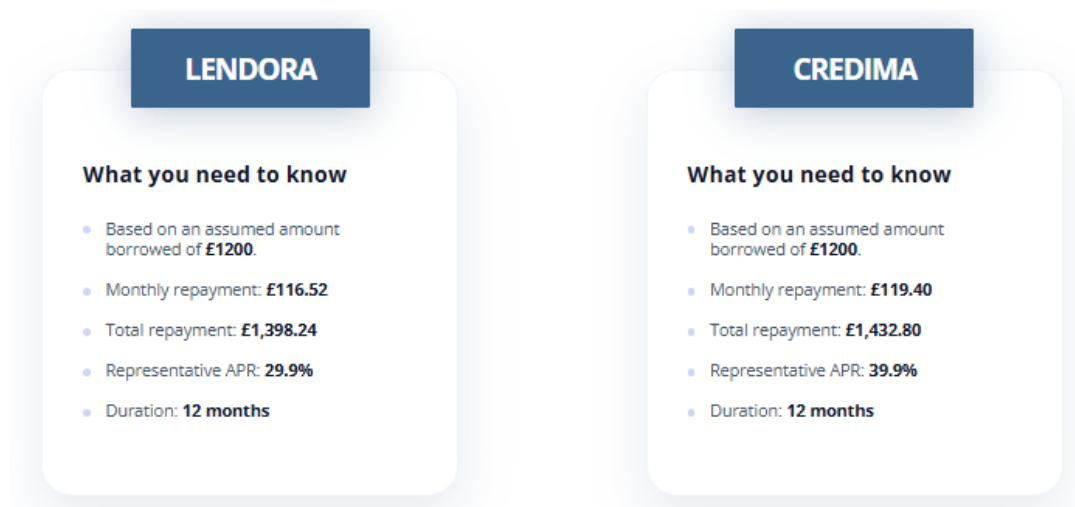 LENDORA
What you need to know
Based on an assumed amount
borrowed of £1200.
Monthly repayment: £116.52
Total repayment: £1,398.24
Representative APR: 29.9%
Duration: 12 months
CREDIMA
What you need to know
Based on an assumed amount
borrowed of £1200.
Monthly repayment: £119.40
Total repayment: £1,432.80
Representative APR: 39.9%
Duration: 12 months